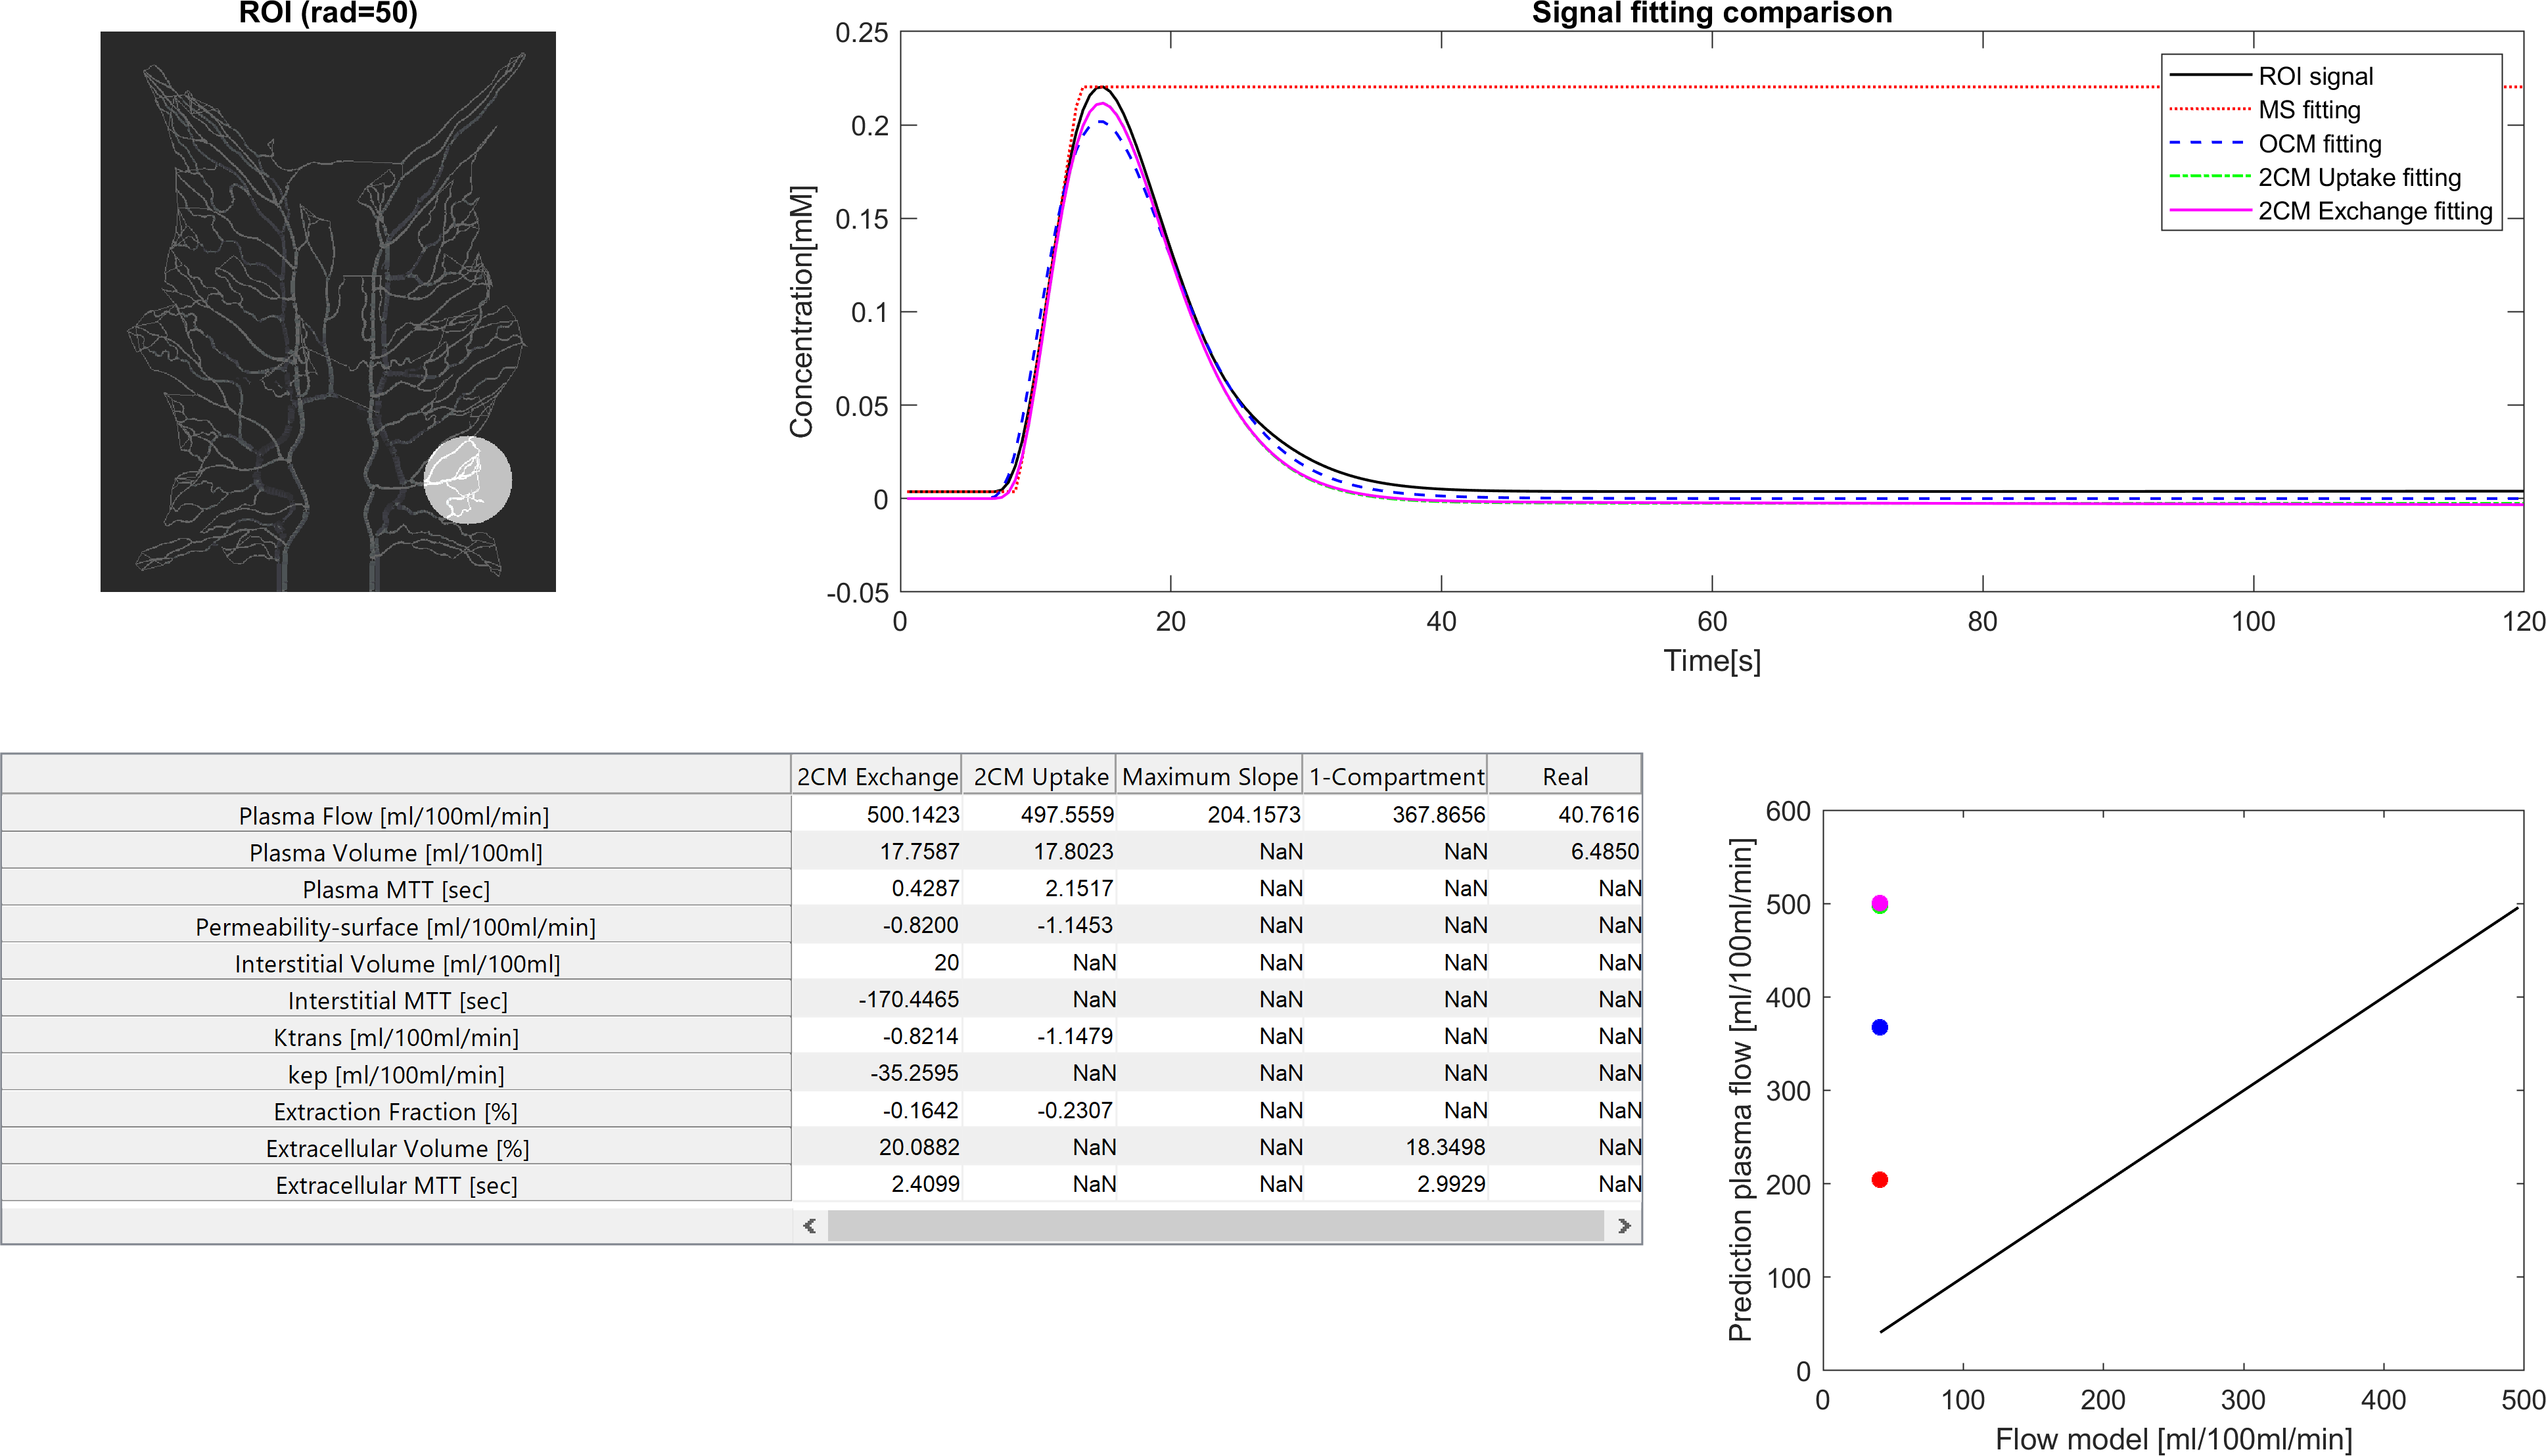 ROI (rad=50)
Signal fitting comparison
0.25
0.2
0.15
0.1
0.05
0
-0.05
Concentration[mM]
0 20 40 60 80 100 120
Time[s]
ROI signal
MS fitting
OCM fitting
2CM Uptake fitting
2CM Exchange fitting
2CM Exchange 2CM Uptake Maximum Slope 1-Compartment Real
Plasma Flow [ml/100ml/min] 500.1423 497.5559 204.1573 367.8656 40.7616
Plasma Volume [ml/100ml] 17.7587 17.8023 NaN NaN 6.4850
Plasma MTT [sec] 0.4287 2.1517 NaN NaN NaN
Permeability-surface [ml/100ml/min] -0.8200 -1.1453 NaN NaN NaN
Interstitial Volume [ml/100ml] 20 NaN NaN NaN NaN
Interstitial MTT [sec] -170.4465 NaN NaN NaN NaN
Ktrans [ml/100ml/min] -0.8214 -1.1479 NaN NaN NaN
kep [ml/100ml/min] -35.2595 NaN NaN NaN NaN
Extraction Fraction [%] -0.1642 -0.2307 NaN NaN NaN
Extracellular Volume [%] 20.0882 NaN NaN 18.3498 NaN
Extracellular MTT [sec] 2.4099 NaN NaN 2.9929 NaN
600
500
400
300
200
100
0
Prediction plasma flow [ml/100ml/min]
0 100 200 300 400 500
Flow model [ml/100ml/min]